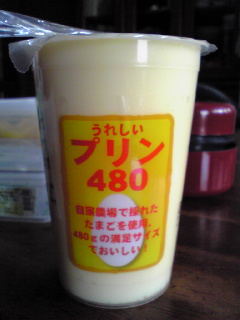 うれしい
プリン
480
自家農場で採れた
たまごを使用。
480gの満足サイズ
でおいしい!